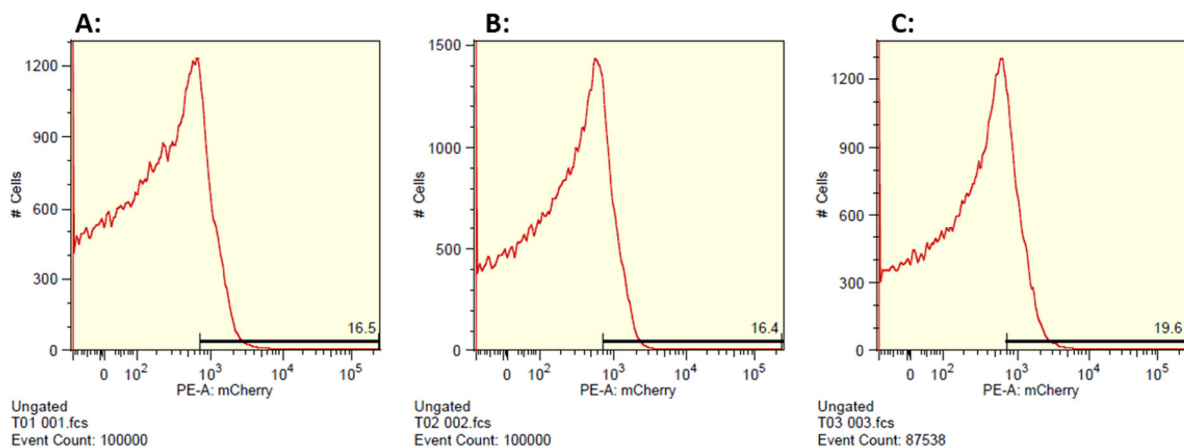 A:
1200
900
600
300
0
# Cells
16.5
0 10² 10³ 10⁴ 10⁵
PE-A: mCherry
Ungated
T01 001.fcs
Event Count: 100000
B:
1500
1000
500
0
# Cells
16.4
0 10² 10³ 10⁴ 10⁵
PE-A: mCherry
Ungated
T02 002.fcs
Event Count: 100000
C:
1200
900
600
300
0
# Cells
19.6
0 10² 10³ 10⁴ 10⁵
PE-A: mCherry
Ungated
T03 003.fcs
Event Count: 87538